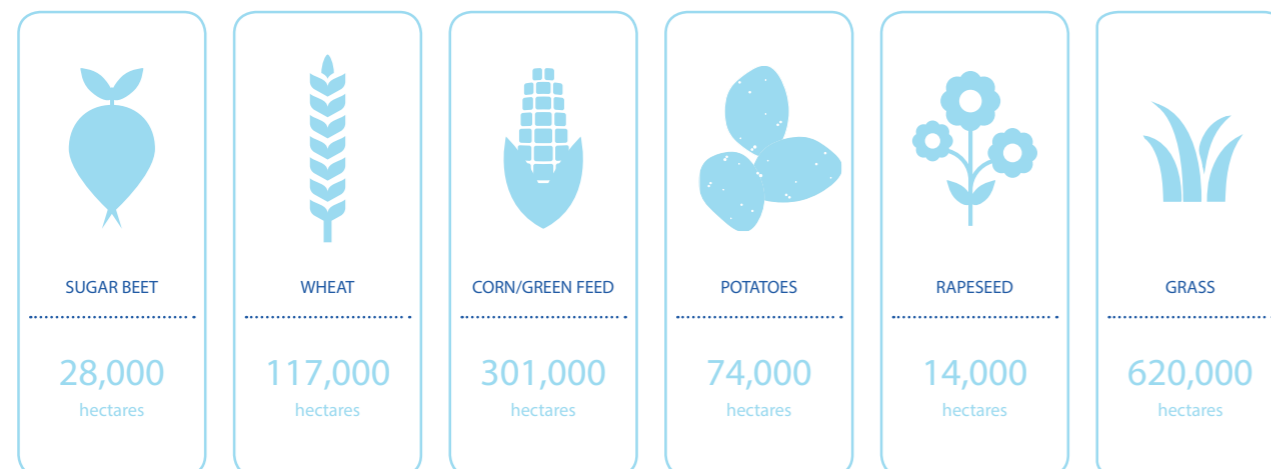 SUGAR BEET
28,000
hectares
WHEAT
117,000
hectares
CORN/GREEN FEED
301,000
hectares
POTATOES
74,000
hectares
RAPESEED
14,000
hectares
GRASS
620,000
hectares